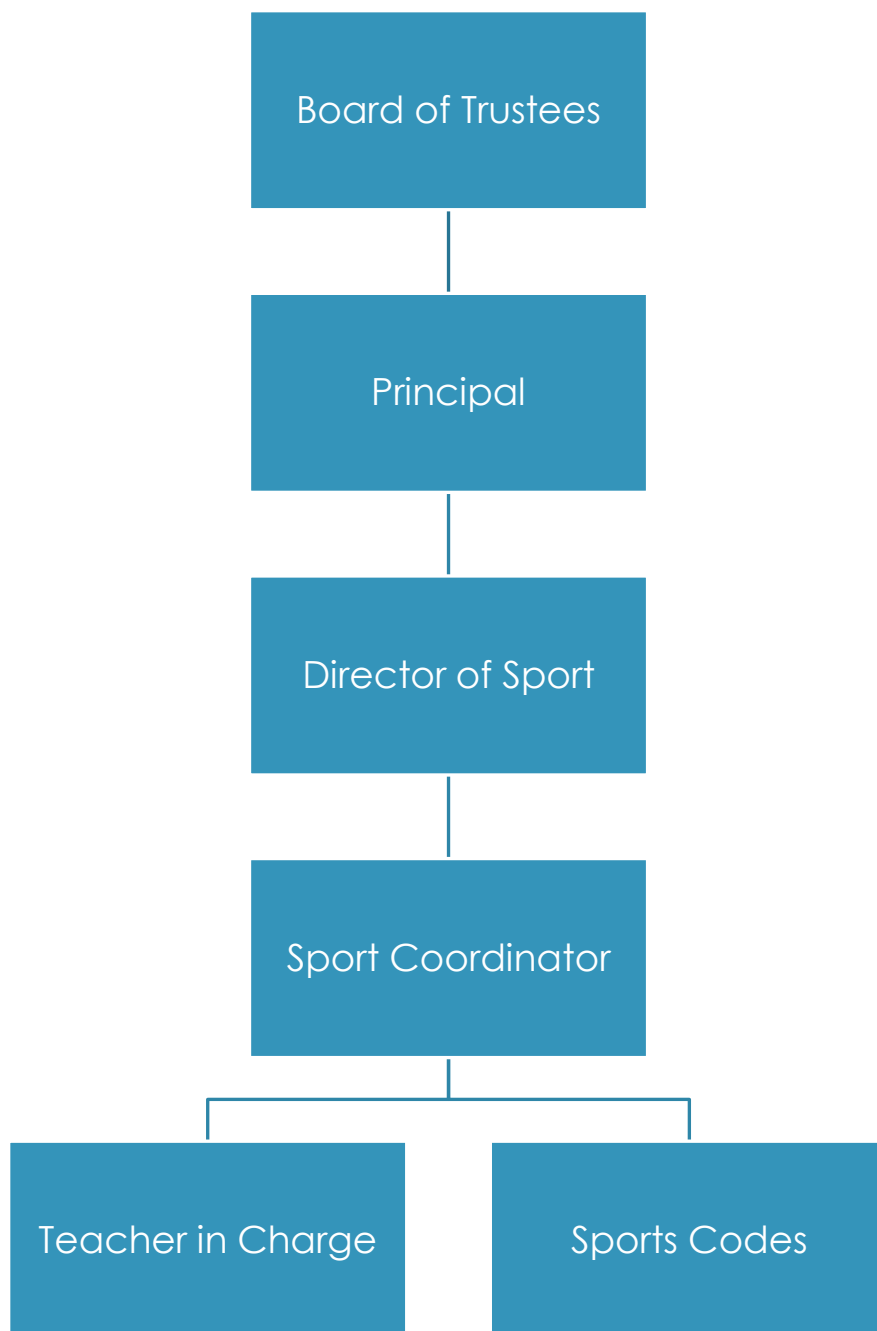 Board of Trustees
Principal
Director of Sport
Sport Coordinator
Teacher in Charge
Sports Codes